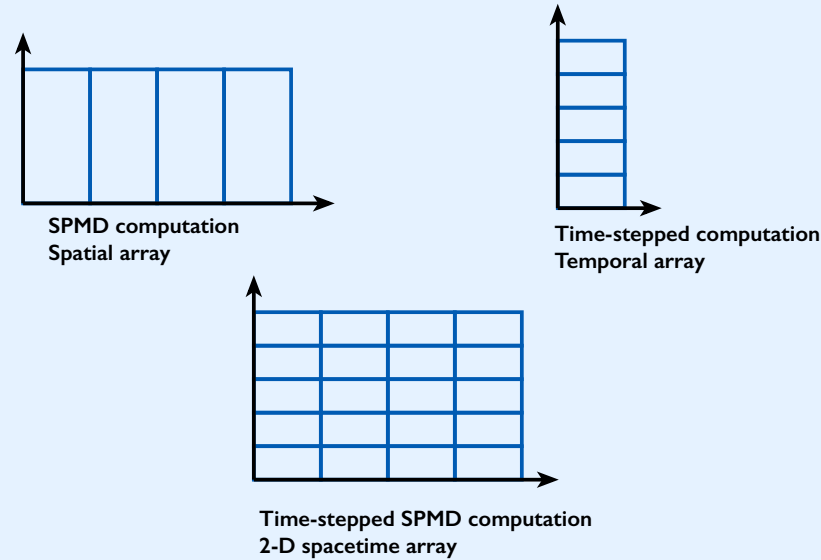 SPMD computation
Spatial array
Time-stepped computation
Temporal array
Time-stepped SPMD computation
2-D spacetime array